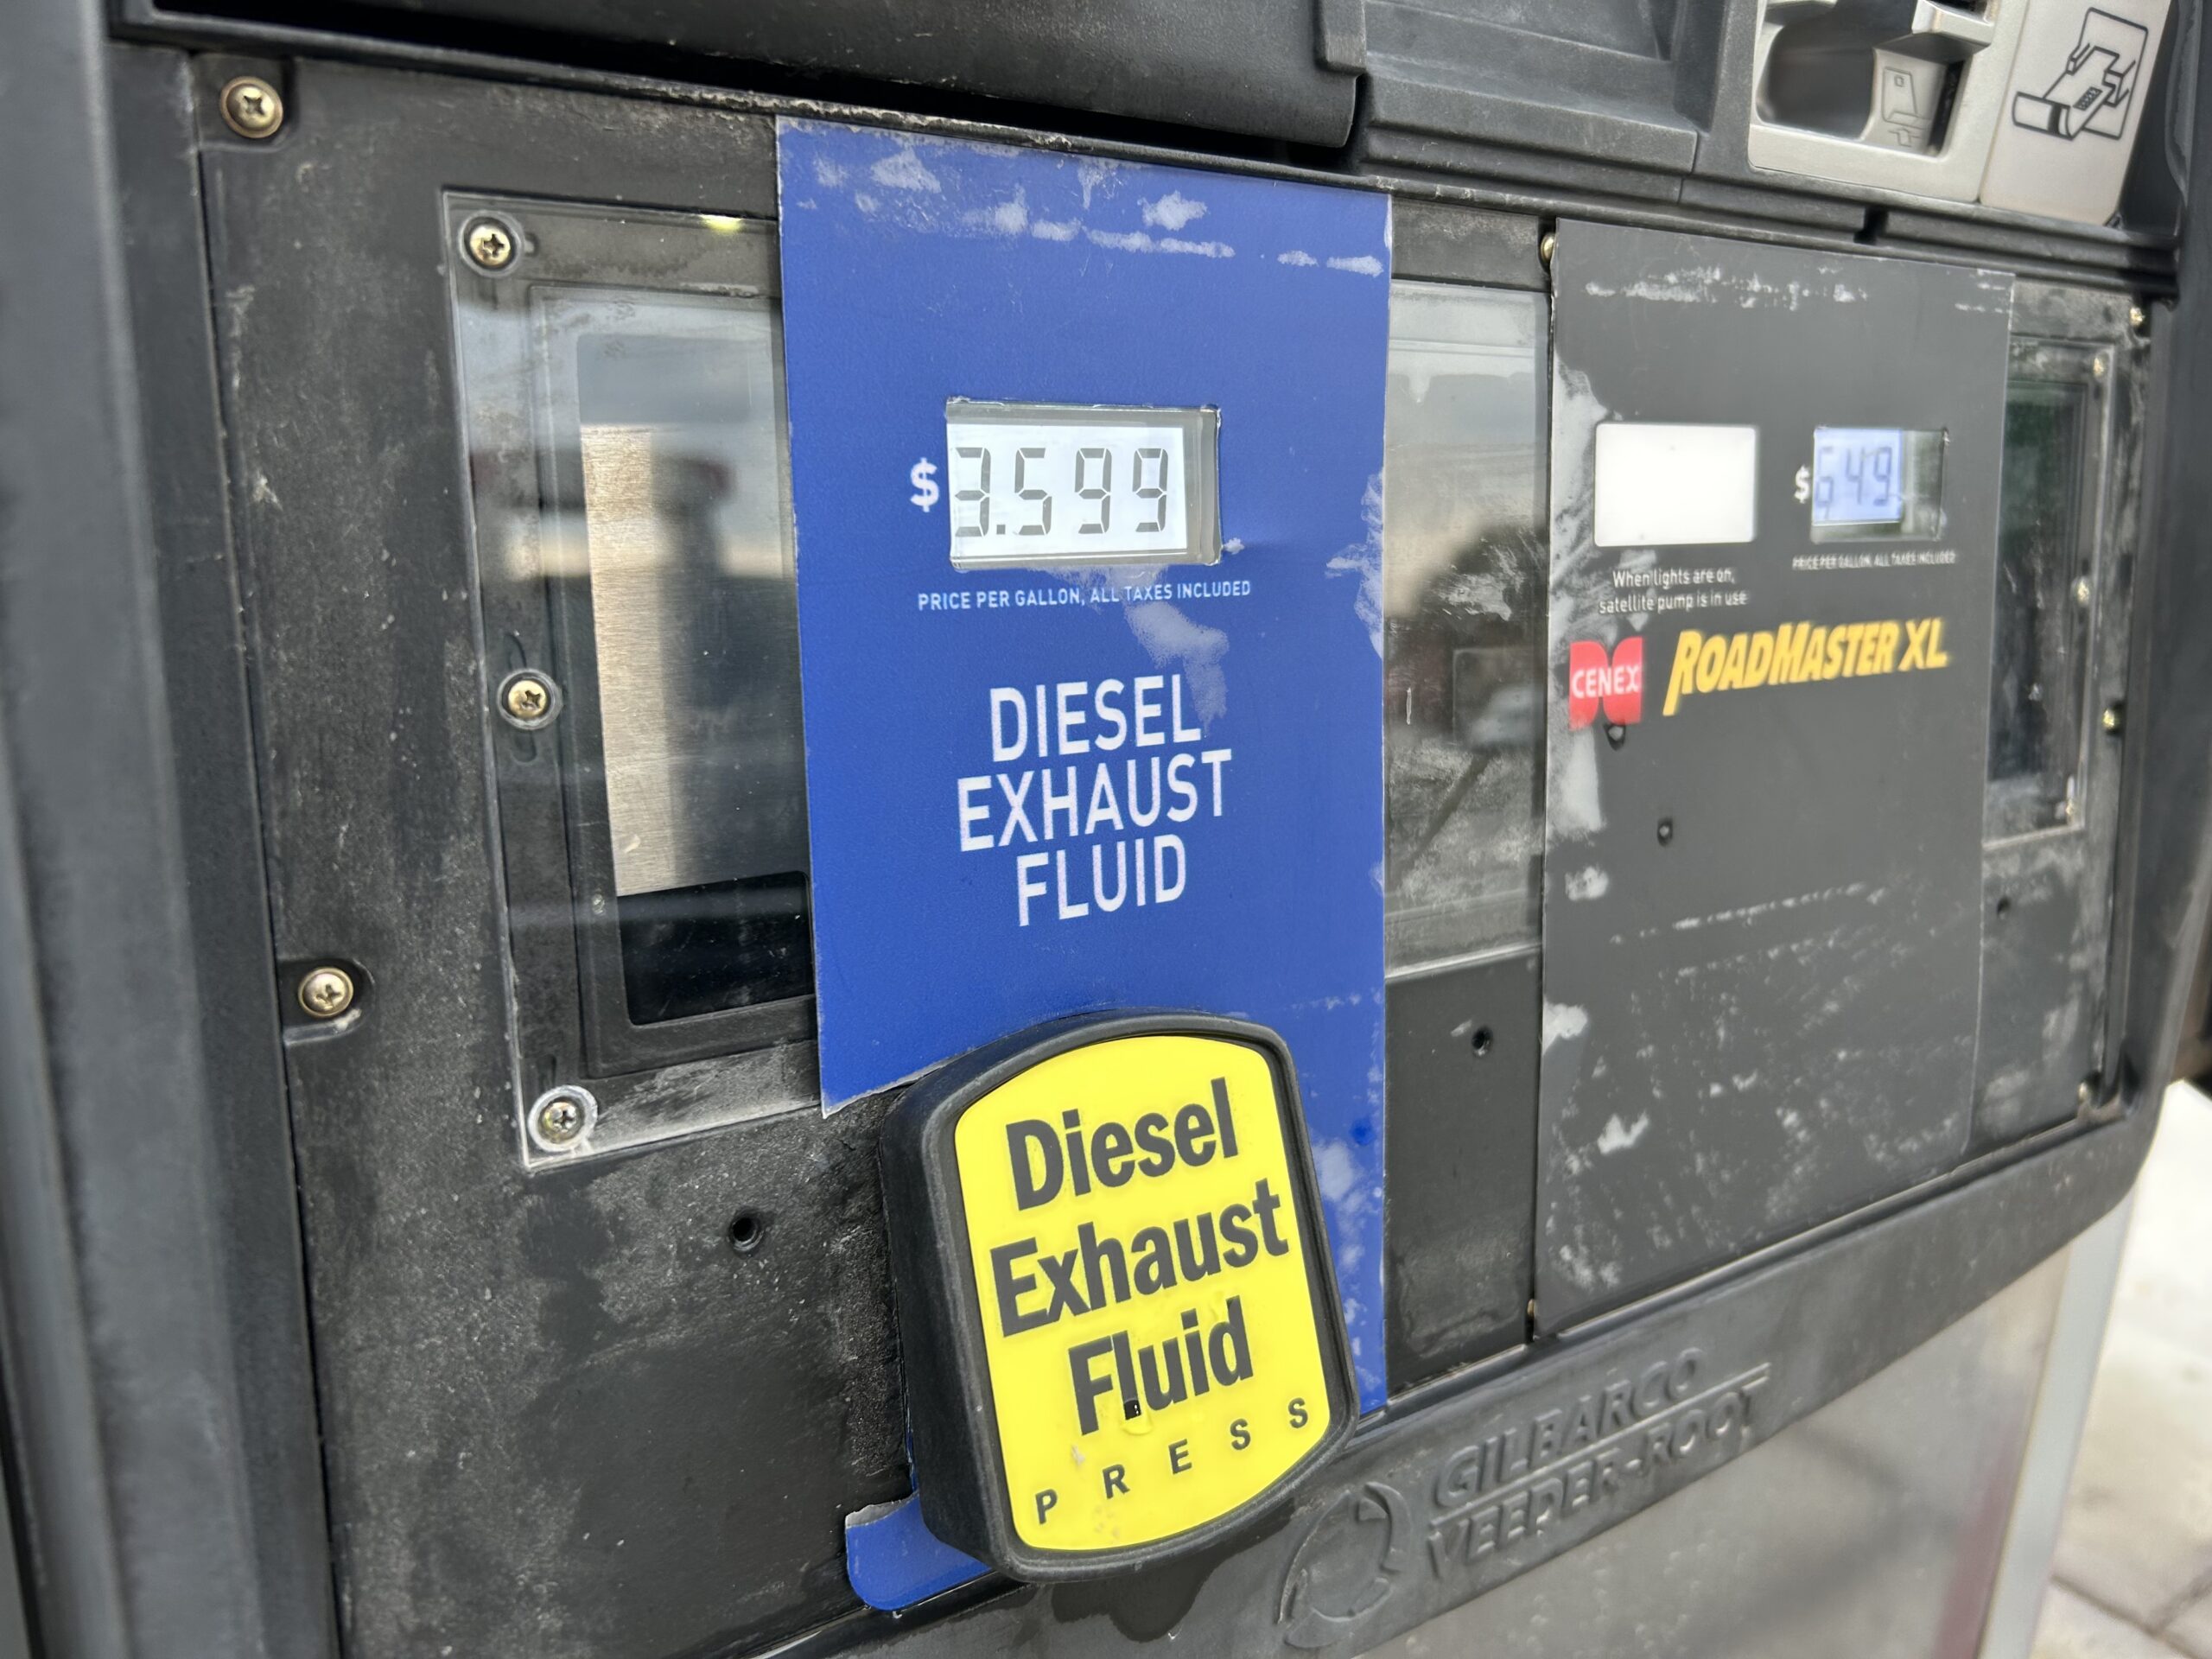 $3.599
PRICE PER GALLON, ALL TAXES INCLUDED
DIESEL
EXHAUST
FLUID
Diesel
Exhaust
Fluid
PRESS
$
PRICE PER GALLON, ALL TAXES INCLUDED
When lights are on,
satellite pump is in use
CENEX ROADMASTER XL
GILBARCO
VEEDER-ROOT